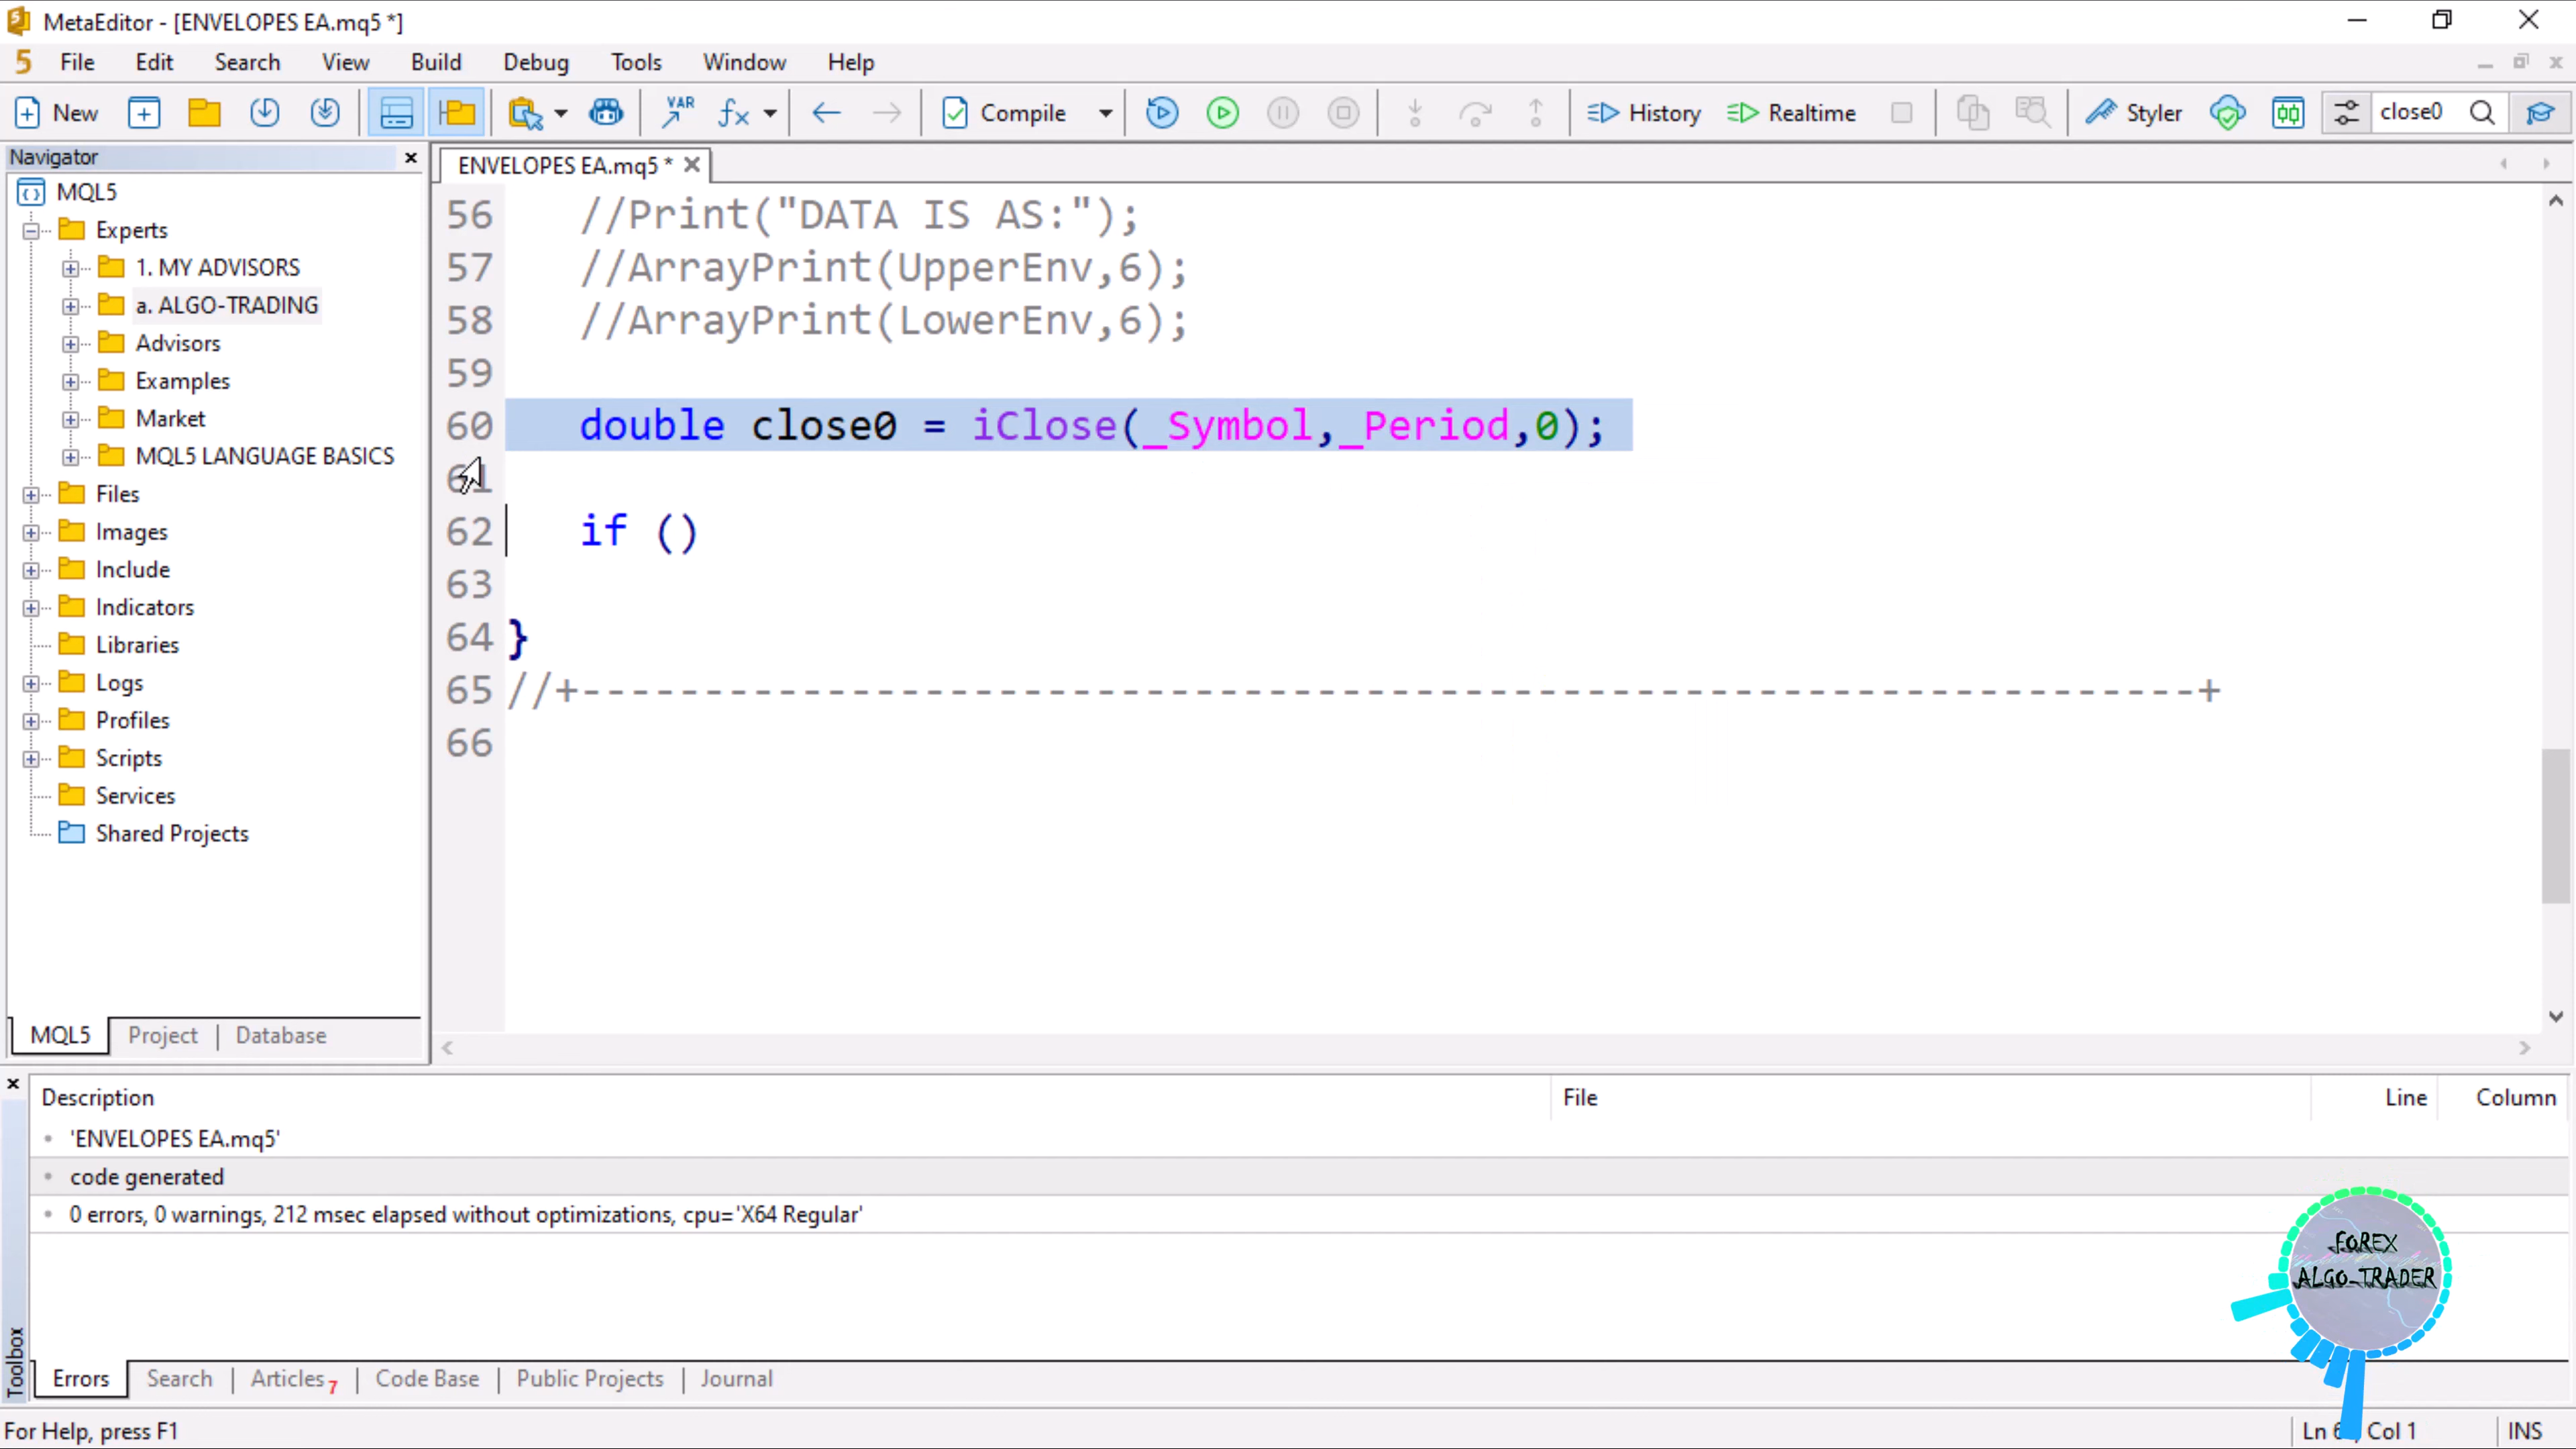 MetaEditor - [ENVELOPES EA.mq5 *]
5 File Edit Search View Build Debug Tools Window Help
New VAR fx Compile History Realtime Styler close0
Navigator
MQL5
Experts
1. MY ADVISORS
a. ALGO-TRADING
Advisors
Examples
Market
MQL5 LANGUAGE BASICS
Files
Images
Include
Indicators
Libraries
Logs
Profiles
Scripts
Services
Shared Projects
MQL5 Project Database
ENVELOPES EA.mq5 *
56 //Print("DATA IS AS:");
57 //ArrayPrint(UpperEnv,6);
58 //ArrayPrint(LowerEnv,6);
59
60 double close0 = iClose(_Symbol,_Period,0);
61
62 if ()
63
64 }
65 //+------------------------------------------------------------------+
66
Description File Line Column
'ENVELOPES EA.mq5'
code generated
0 errors, 0 warnings, 212 msec elapsed without optimizations, cpu='X64 Regular'
Toolbox
Errors Search Articles 7 Code Base Public Projects Journal
FOREX
ALGO-TRADER
For Help, press F1
Ln Col 1 INS